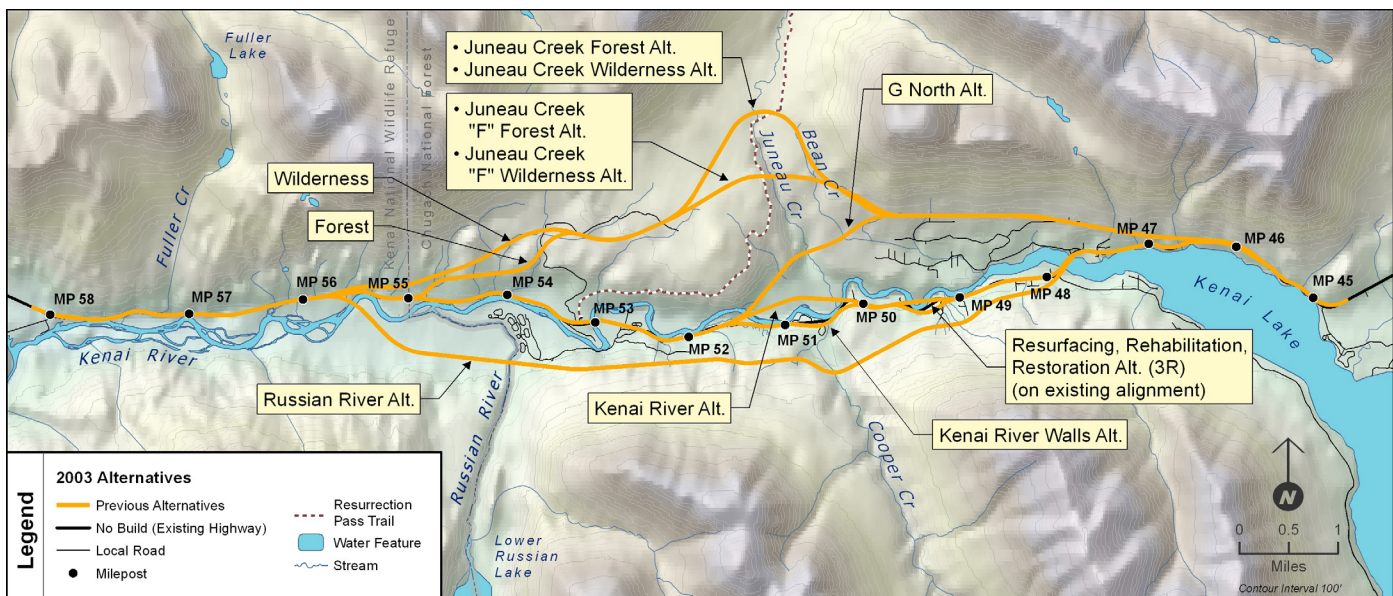 Fuller
Lake
Kenai National Wildlife Refuge
Chugach National Forest
• Juneau Creek Forest Alt.
• Juneau Creek Wilderness Alt.
• Juneau Creek
"F" Forest Alt.
• Juneau Creek
"F" Wilderness Alt.
G North Alt.
Juneau Cr
Bean Cr
Wilderness
Forest
Fuller Cr
MP 58
MP 57
MP 56
MP 55
MP 54
MP 53
MP 52
MP 51
MP 50
MP 49
MP 48
MP 47
MP 46
MP 45
Kenai River
Kenai
Lake
Russian River Alt.
Russian River
Kenai River Alt.
Kenai River Walls Alt.
Resurfacing, Rehabilitation,
Restoration Alt. (3R)
(on existing alignment)
Cooper Cr
Lower
Russian
Lake
Legend
2003 Alternatives
Previous Alternatives
No Build (Existing Highway)
Local Road
Milepost
Resurrection
Pass Trail
Water Feature
Stream
N
0 0.5 1
Miles
Contour Interval 100'